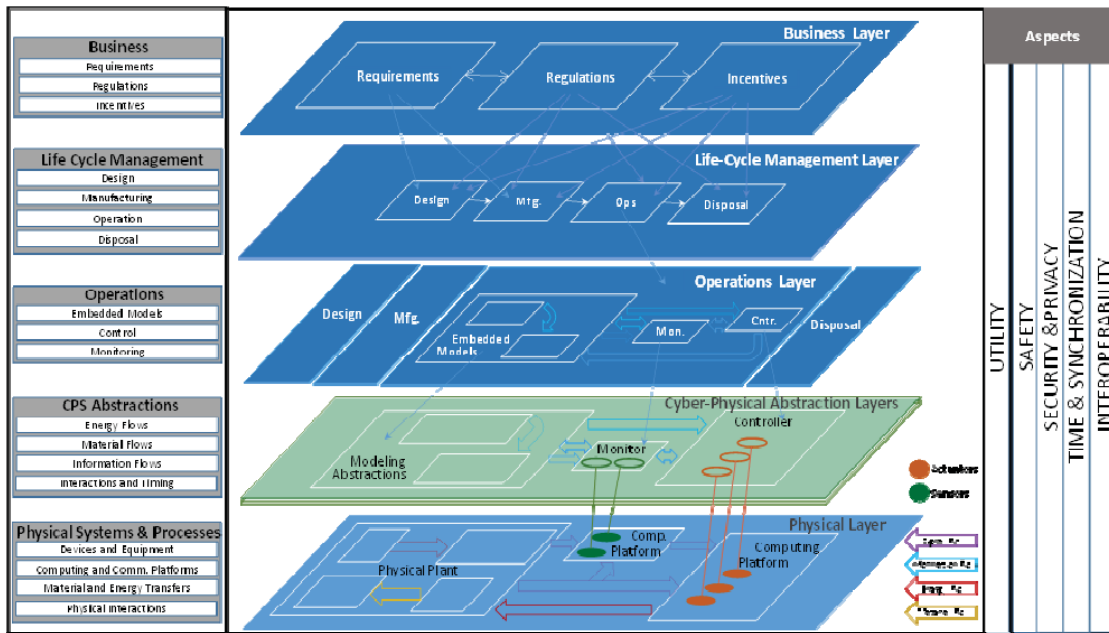 Business
Requirements
Regulations
Incentives
Life Cycle Management
Design
Manufacturing
Operation
Disposal
Operations
Embedded Models
Control
Monitoring
CPS Abstractions
Energy Flows
Material Flows
Information Flows
Interactions and Timing
Physical Systems & Processes
Devices and Equipment
Computing and Comm. Platforms
Material and Energy Transfers
Physical Interactions
Business Layer
Requirements
Regulations
Incentives
Life-Cycle Management Layer
Design
Mfg.
Ops
Disposal
Operations Layer
Design
Mfg.
Embedded
Models
Mon.
Cntr.
Disposal
Cyber-Physical Abstraction Layers
Controller
Monitor
Modeling
Abstractions
Actuators
Sensors
Physical Layer
Comp.
Platform
Computing
Platform
Physical Plant
Aspects
UTILITY
SAFETY
SECURITY &PRIVACY
TIME & SYNCHRONIZATION
INTEROPERABILITY